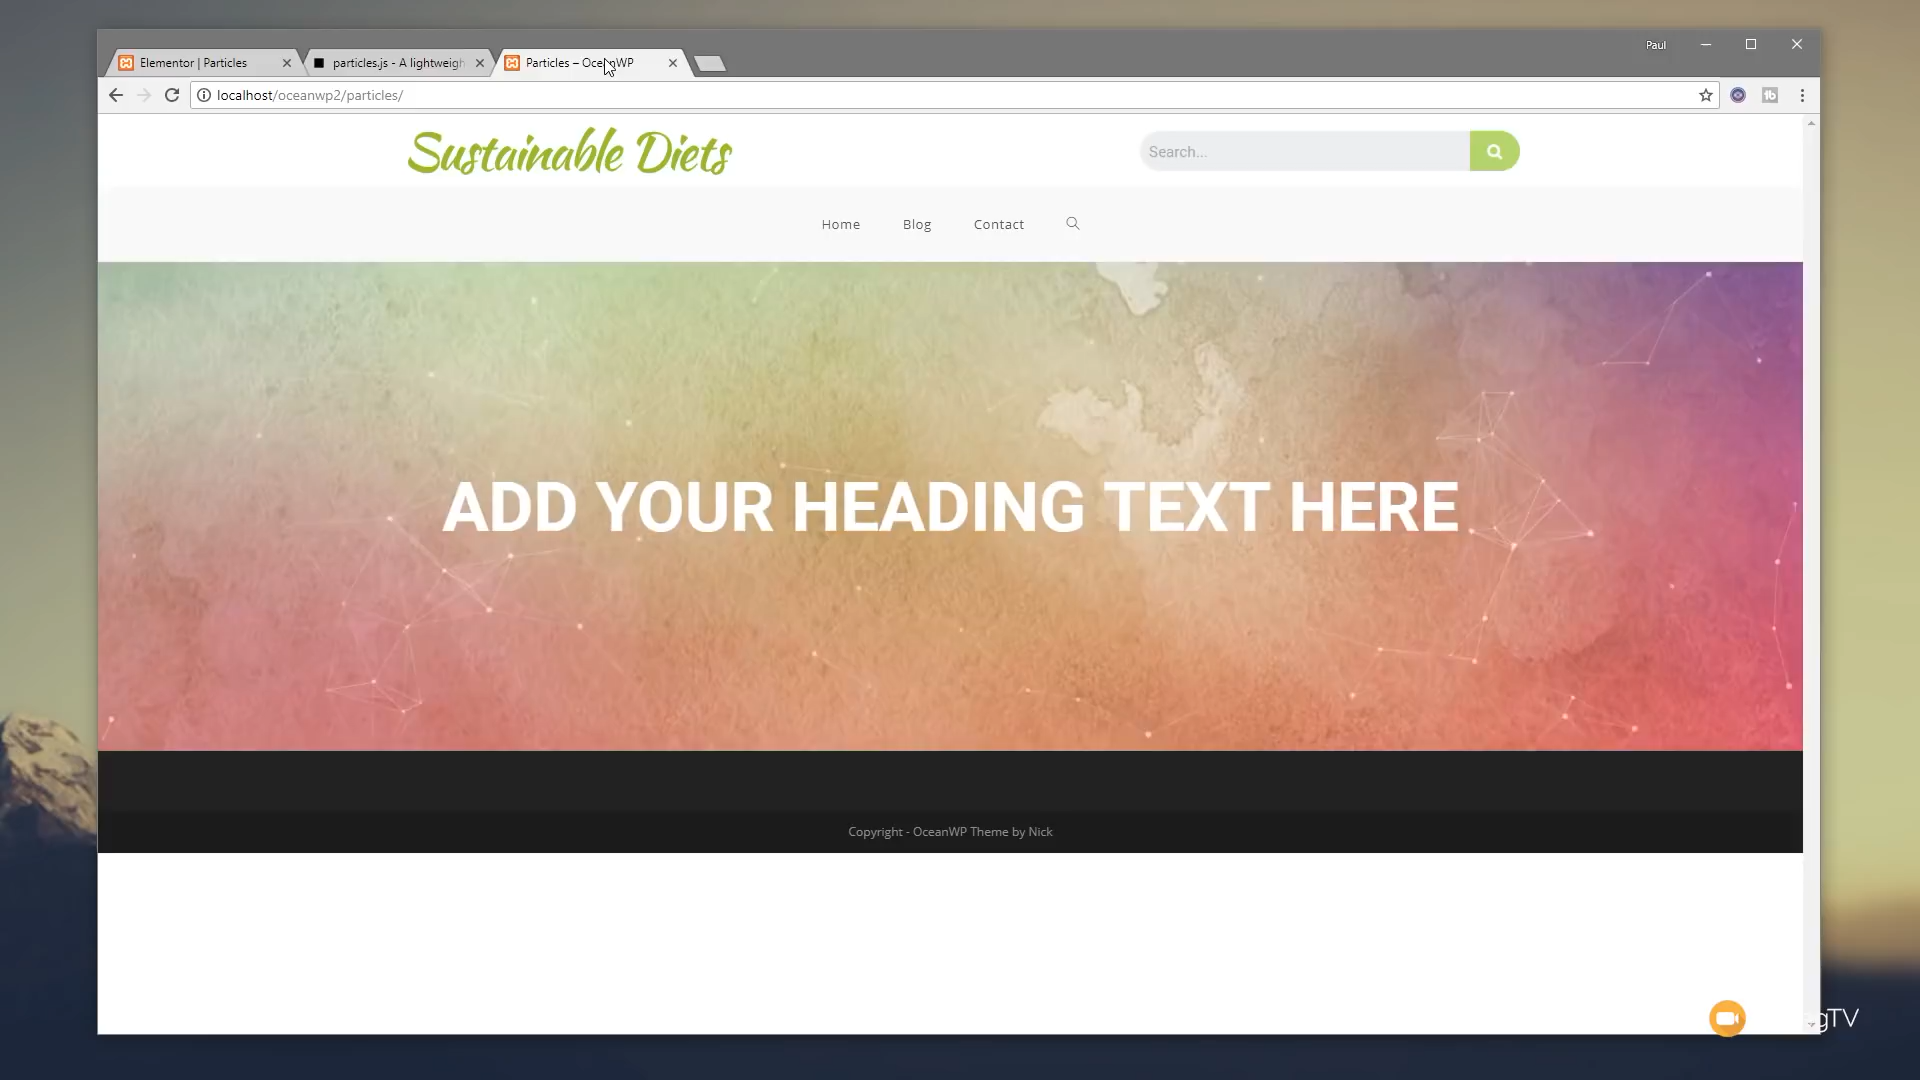 Paul
Elementor | Particles
particles.js - A lightweigh
Particles – OceanWP
localhost/oceanwp2/particles/
Sustainable Diets
Search...
Home
Blog
Contact
ADD YOUR HEADING TEXT HERE
Copyright - OceanWP Theme by Nick
gTV